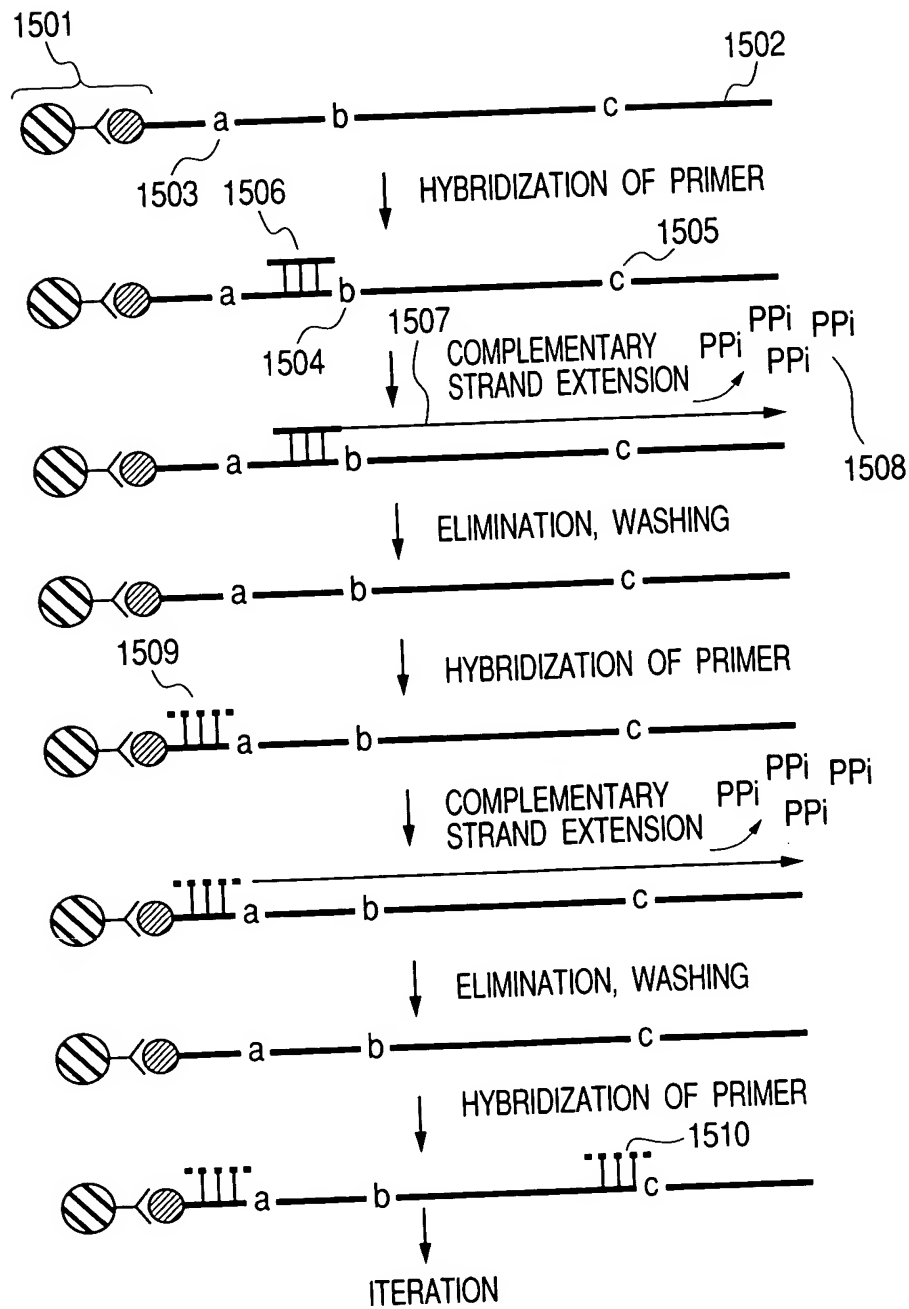 1501
1502
a b c
1503
1506
HYBRIDIZATION OF PRIMER
1505
a b c
1504
1507
COMPLEMENTARY
STRAND EXTENSION
PPi PPi PPi PPi
1508
a b c
ELIMINATION, WASHING
a b c
1509
HYBRIDIZATION OF PRIMER
a b c
COMPLEMENTARY
STRAND EXTENSION
PPi PPi PPi PPi
a b c
ELIMINATION, WASHING
a b c
HYBRIDIZATION OF PRIMER
1510
a b c
ITERATION